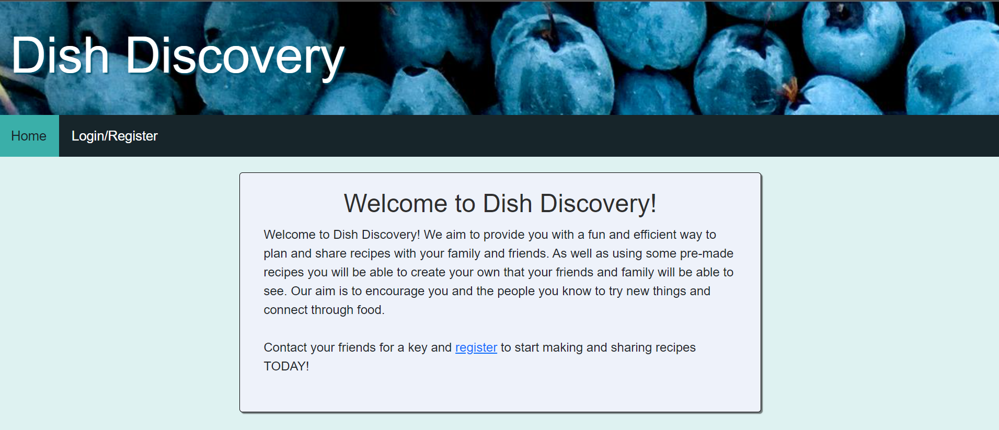 Dish Discovery
Home
Login/Register
Welcome to Dish Discovery!
Welcome to Dish Discovery! We aim to provide you with a fun and efficient way to
plan and share recipes with your family and friends. As well as using some pre-made
recipes you will be able to create your own that your friends and family will be able to
see. Our aim is to encourage you and the people you know to try new things and
connect through food.
Contact your friends for a key and register to start making and sharing recipes
TODAY!